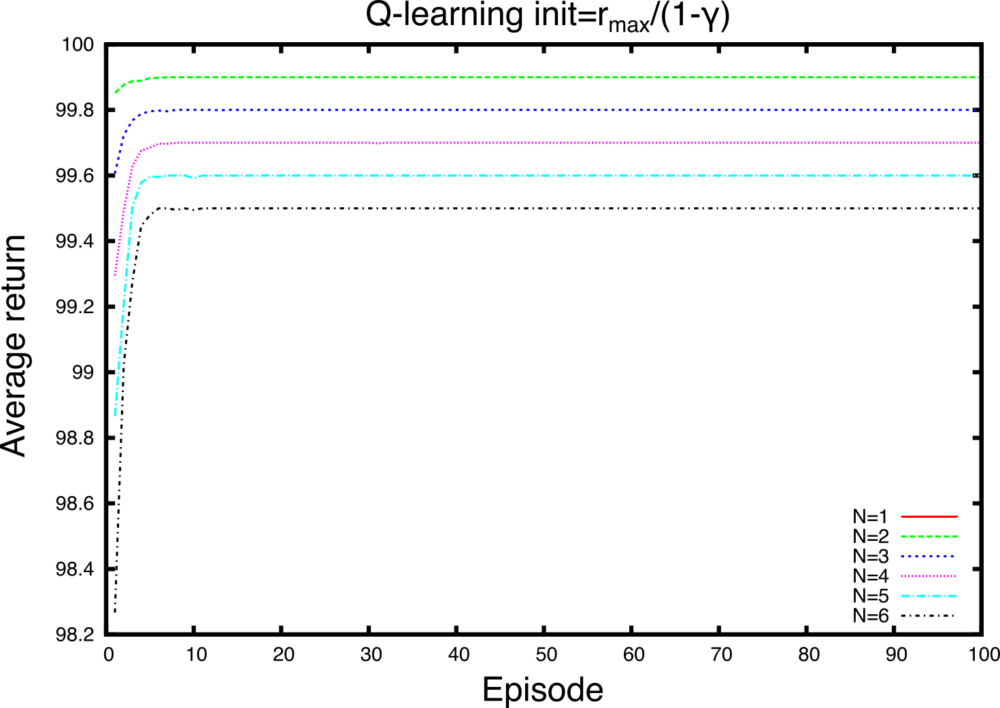 Q-learning init=rmax/(1-γ)
100
99.8
99.6
99.4
99.2
99
98.8
98.6
98.4
98.2
Average return
N=1
N=2
N=3
N=4
N=5
N=6
0 10 20 30 40 50 60 70 80 90 100
Episode